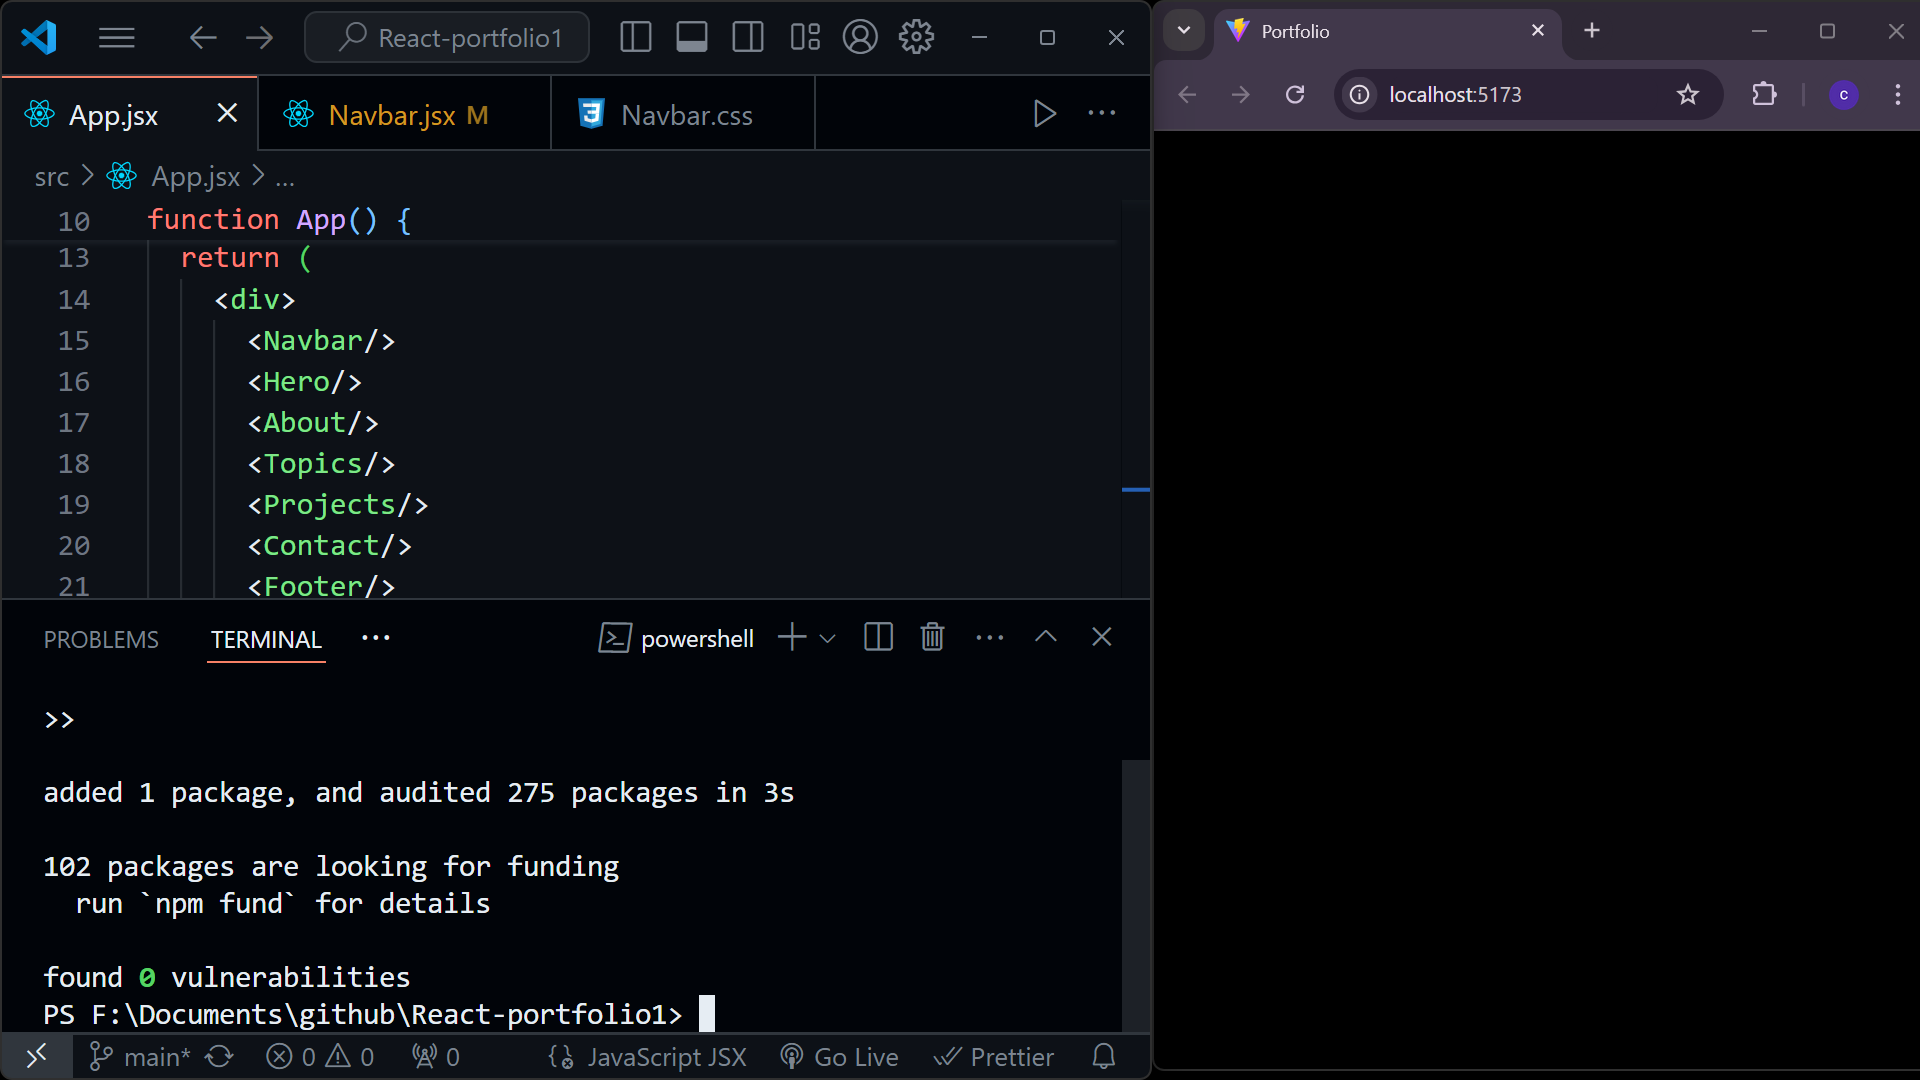 React-portfolio1
App.jsx
Navbar.jsx M
Navbar.css
src > App.jsx > ...
10 function App() {
13 return (
14 <div>
15 <Navbar/>
16 <Hero/>
17 <About/>
18 <Topics/>
19 <Projects/>
20 <Contact/>
21 <Footer/>
PROBLEMS TERMINAL ...
powershell
>>
added 1 package, and audited 275 packages in 3s
102 packages are looking for funding
run `npm fund` for details
found 0 vulnerabilities
PS F:\Documents\github\React-portfolio1>
main* 0 0 0 JavaScript JSX Go Live Prettier
Portfolio
localhost:5173
c